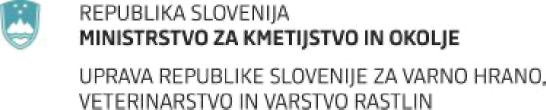 REPUBLIKA SLOVENIJA
MINISTRSTVO ZA KMETIJSTVO IN OKOLJE
UPRAVA REPUBLIKE SLOVENIJE ZA VARNO HRANO,
VETERINARSTVO IN VARSTVO RASTLIN